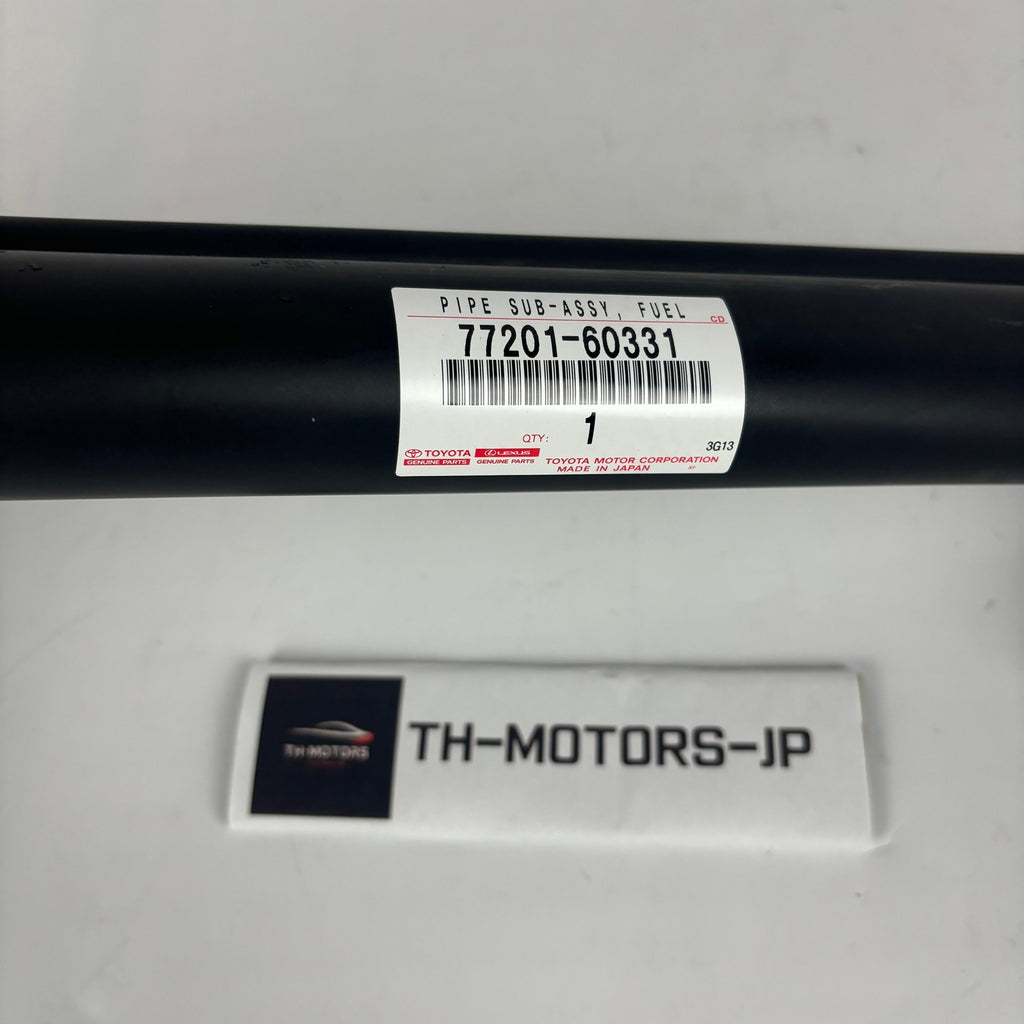 PIPE SUB-ASSY, FUEL
CD
77201-60331
QTY: 1
3G13
TOYOTA LEXUS
GENUINE PARTS GENUINE PARTS
TOYOTA MOTOR CORPORATION
MADE IN JAPAN
TH-MOTORS-JP
TH MOTORS